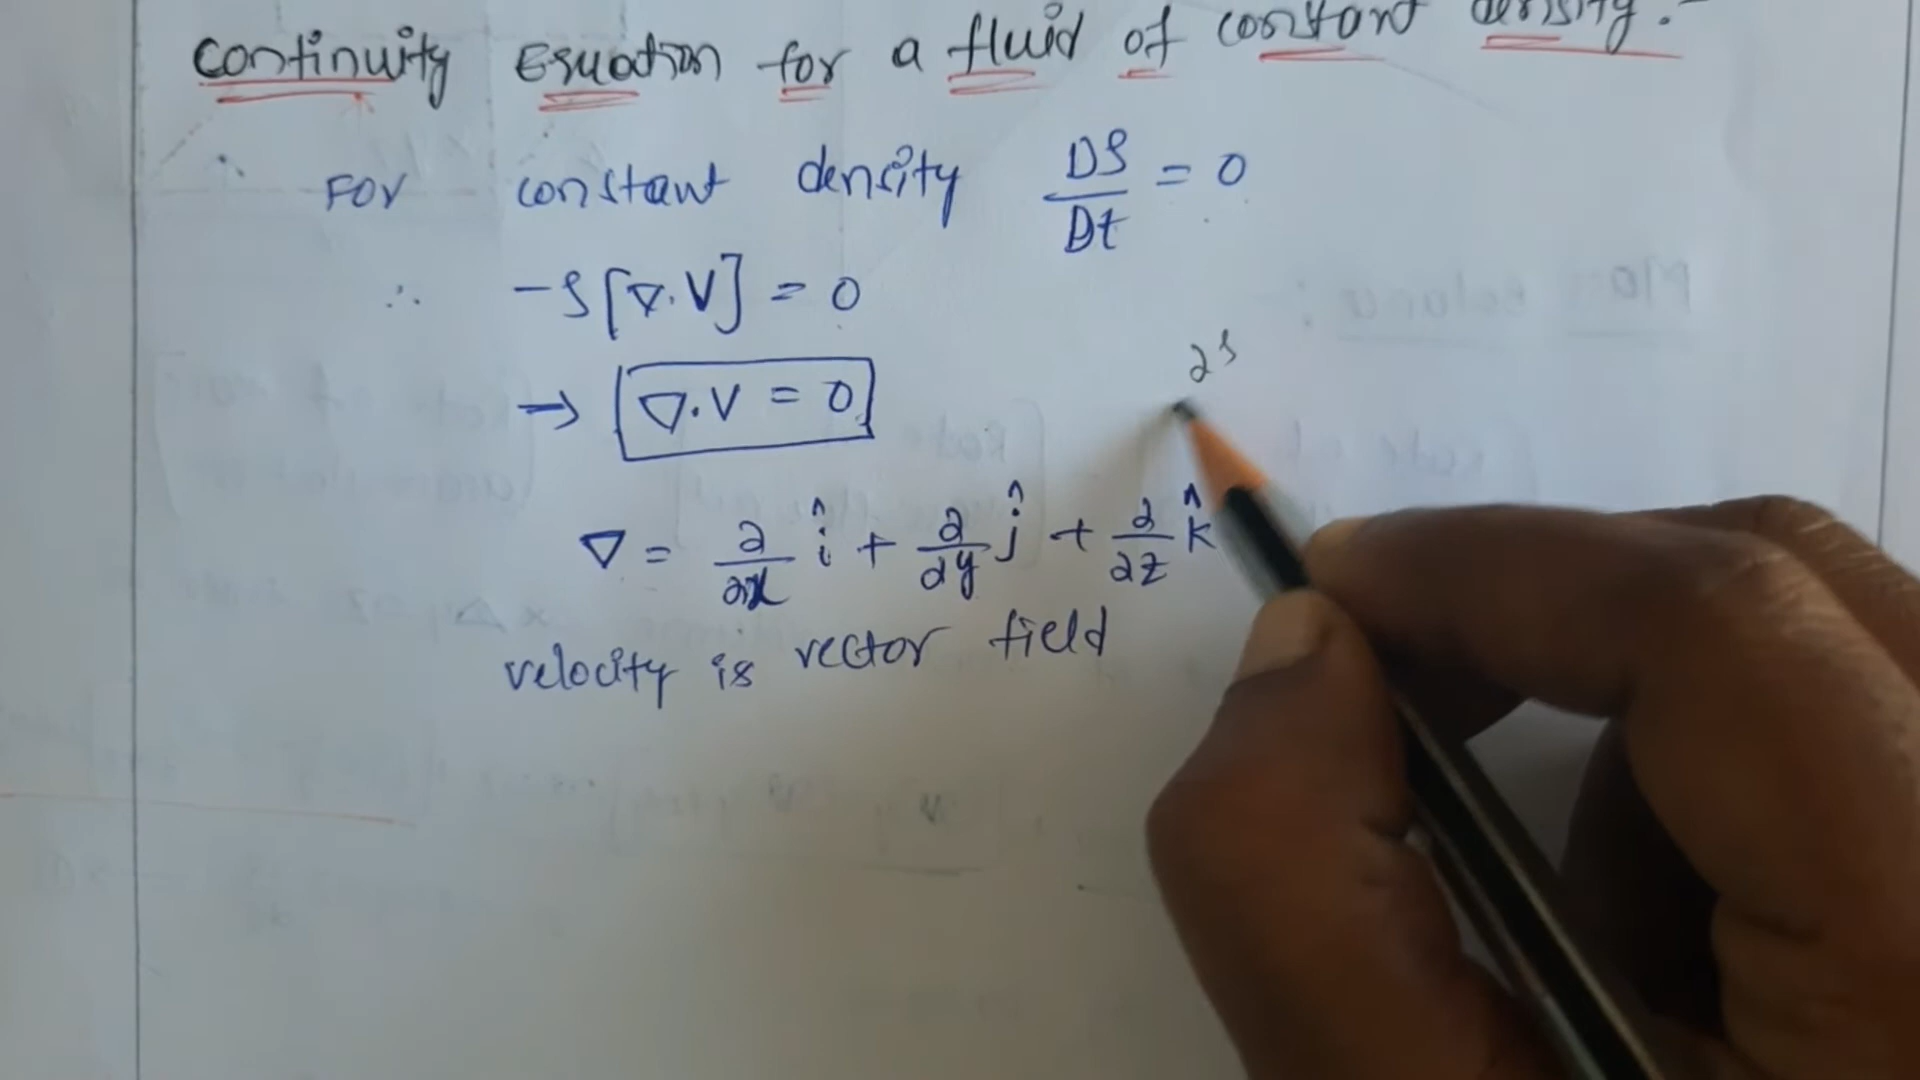 Continuity Equation for a fluid of constant density :-
For constant density Dρ/Dt = 0
∴ -ρ[∇.V] = 0
→ ∇.V = 0
∂ρ
∇ = ∂/∂x î + ∂/∂y ĵ + ∂/∂z k̂
velocity is vector field